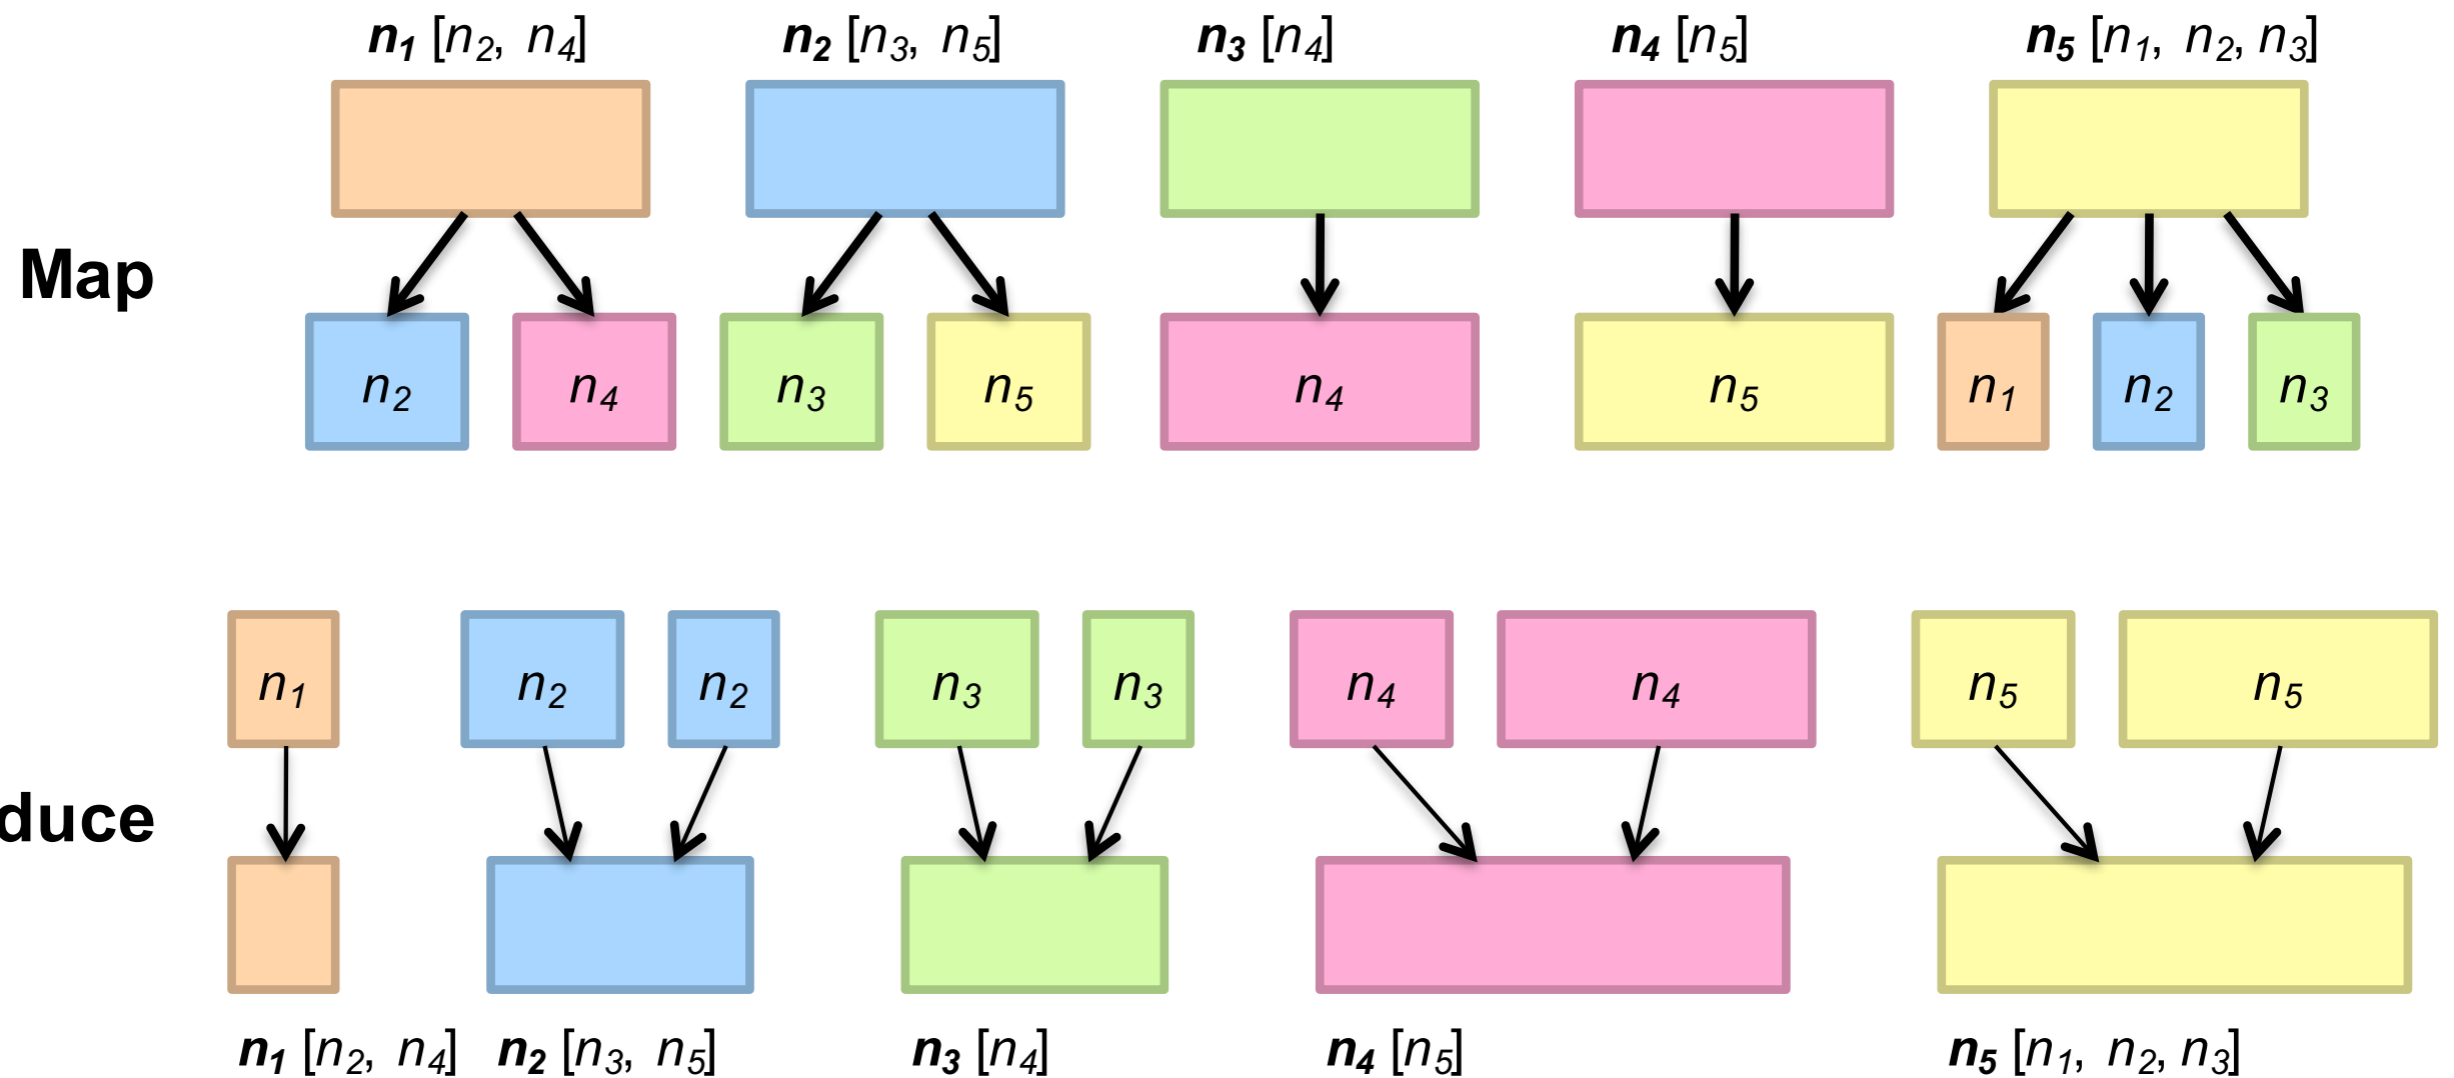 n₁ [n₂, n₄] n₂ [n₃, n₅] n₃ [n₄] n₄ [n₅] n₅ [n₁, n₂, n₃]
Map
n₂ n₄ n₃ n₅ n₄ n₅ n₁ n₂ n₃
n₁ n₂ n₂ n₃ n₃ n₄ n₄ n₅ n₅
duce
n₁ [n₂, n₄] n₂ [n₃, n₅] n₃ [n₄] n₄ [n₅] n₅ [n₁, n₂, n₃]